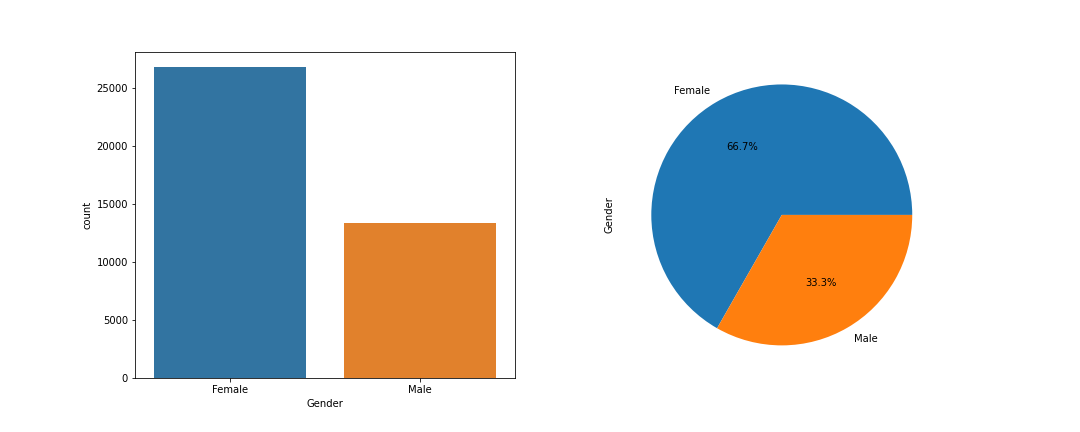 25000
20000
15000
10000
5000
0
count
Female
Male
Gender
Female
66.7%
Gender
33.3%
Male